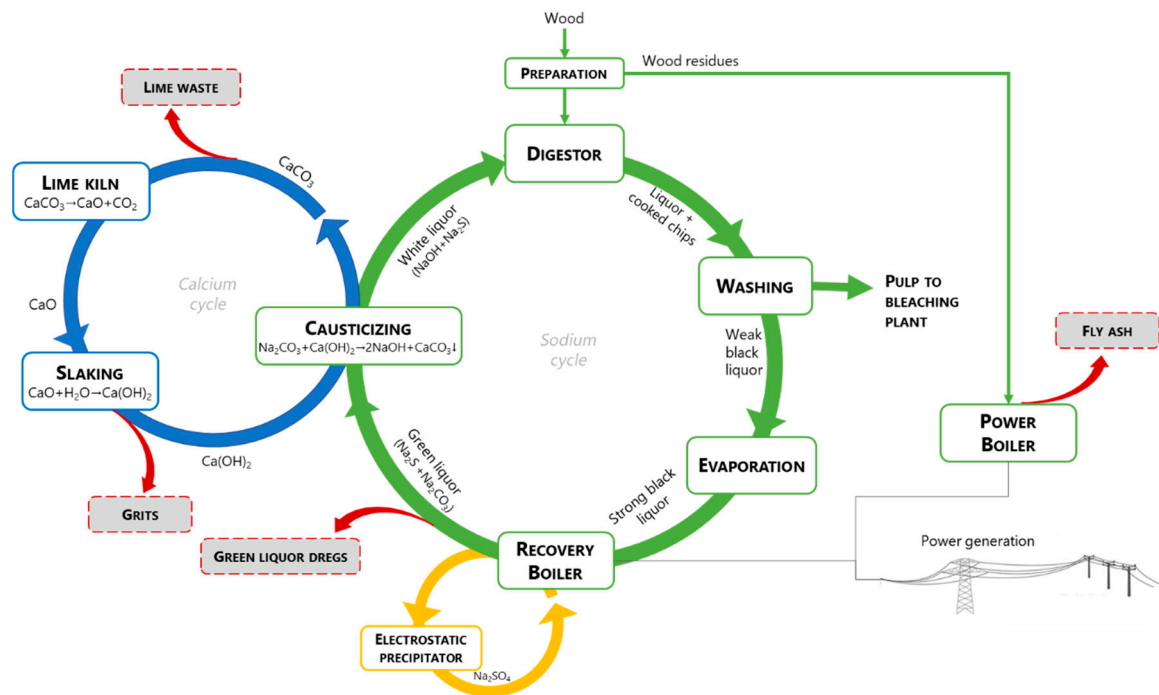 Wood
PREPARATION
Wood residues
LIME WASTE
DIGESTOR
CaCO₃
LIME KILN
CaCO₃→CaO+CO₂
White liquor
(NaOH+Na₂S)
Liquor +
cooked chips
Calcium
cycle
WASHING
PULP TO
BLEACHING
PLANT
CaO
CAUSTICIZING
Na₂CO₃+Ca(OH)₂→2NaOH+CaCO₃↓
Sodium
cycle
Weak
black
liquor
FLY ASH
SLAKING
CaO+H₂O→Ca(OH)₂
POWER
BOILER
Ca(OH)₂
Green liquor
(Na₂S +Na₂CO₃)
EVAPORATION
Strong black
liquor
GRITS
GREEN LIQUOR DREGS
RECOVERY
BOILER
Power generation
ELECTROSTATIC
PRECIPITATOR
Na₂SO₄